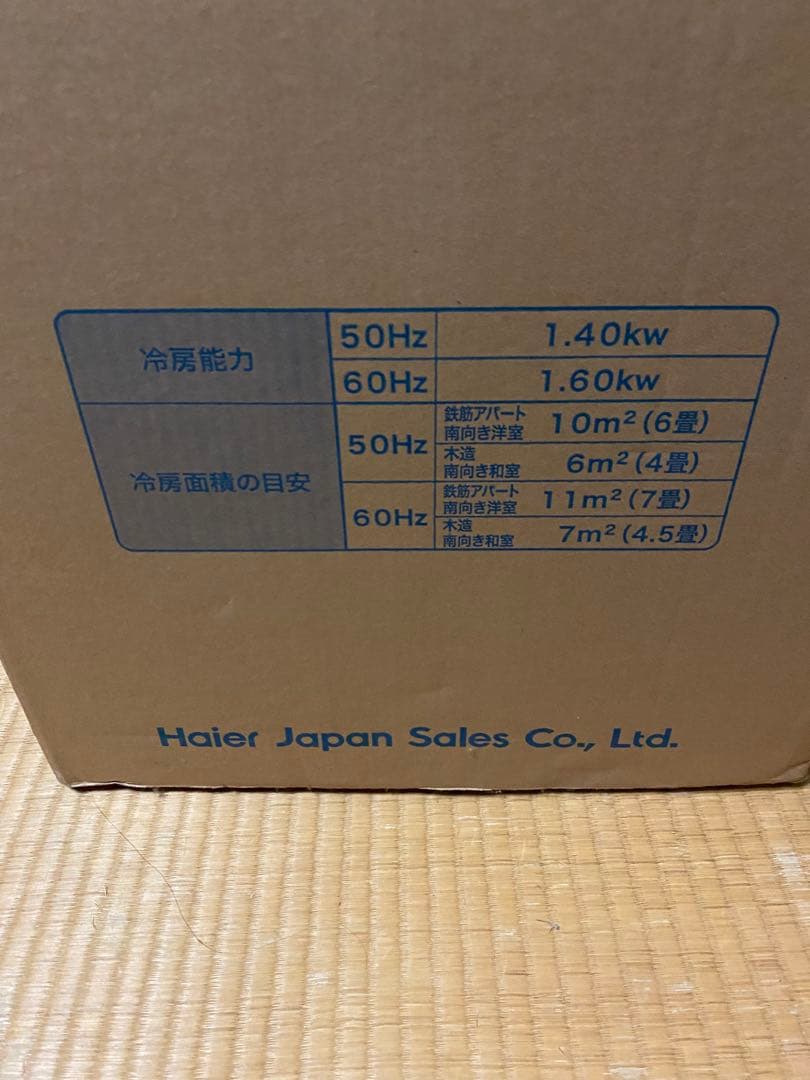 冷房能力
50Hz 1.40kw
60Hz 1.60kw
冷房面積の目安
50Hz
鉄筋アパート
南向き洋室 10m²(6畳)
木造
南向き和室 6m²(4畳)
60Hz
鉄筋アパート
南向き洋室 11m²(7畳)
木造
南向き和室 7m²(4.5畳)
Haier Japan Sales Co., Ltd.